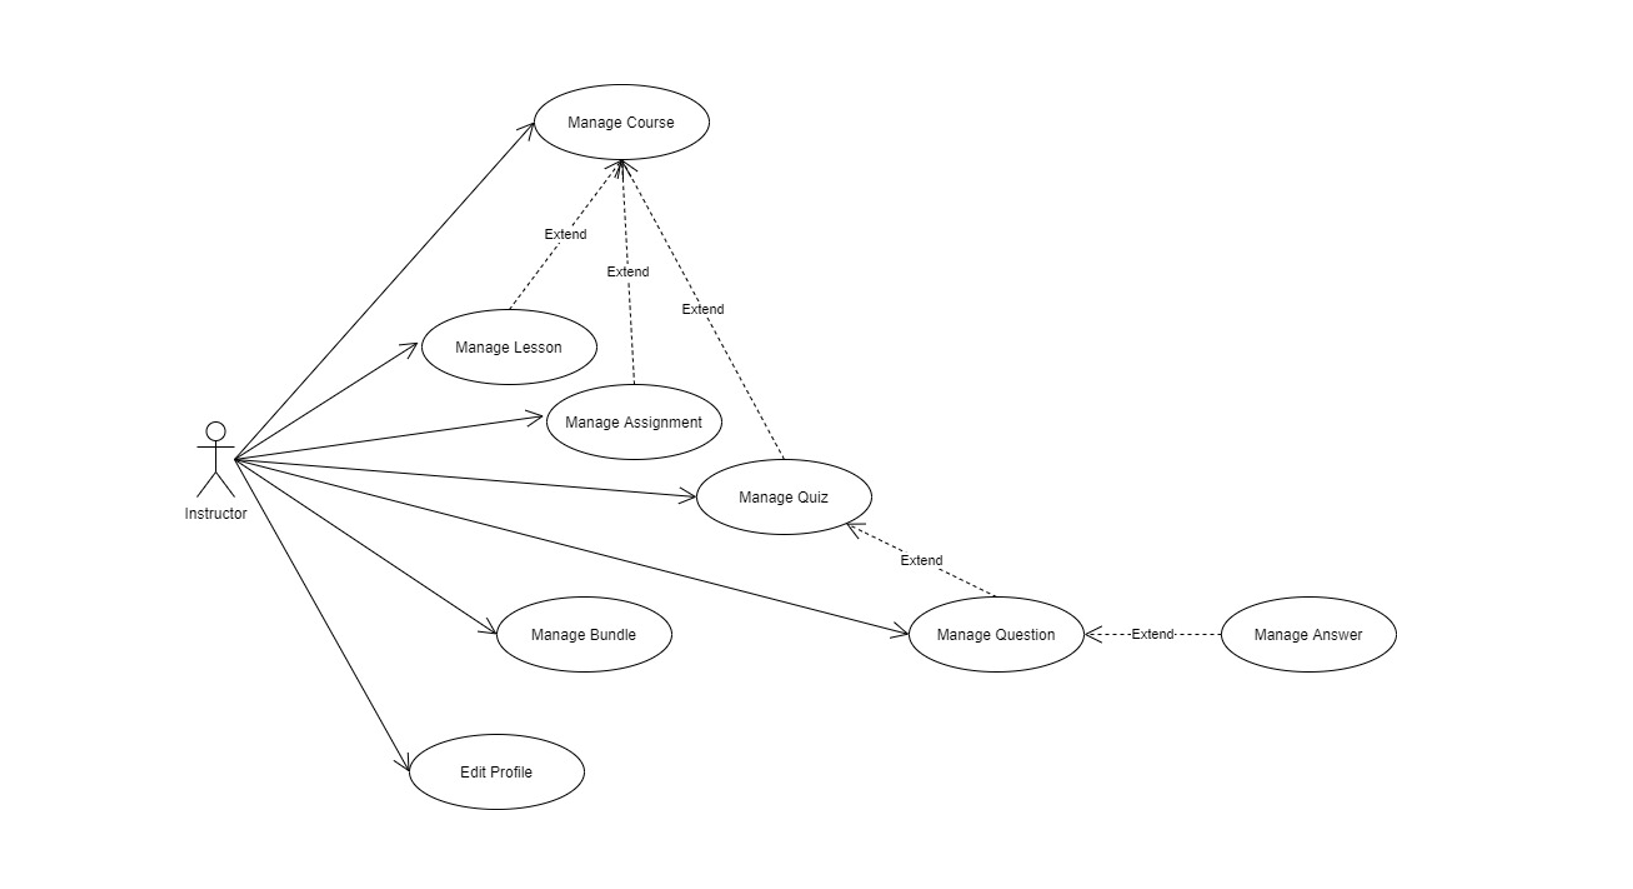 Manage Course
Extend
Extend
Extend
Manage Lesson
Manage Assignment
Manage Quiz
Instructor
Extend
Manage Bundle
Manage Question
Extend
Manage Answer
Edit Profile